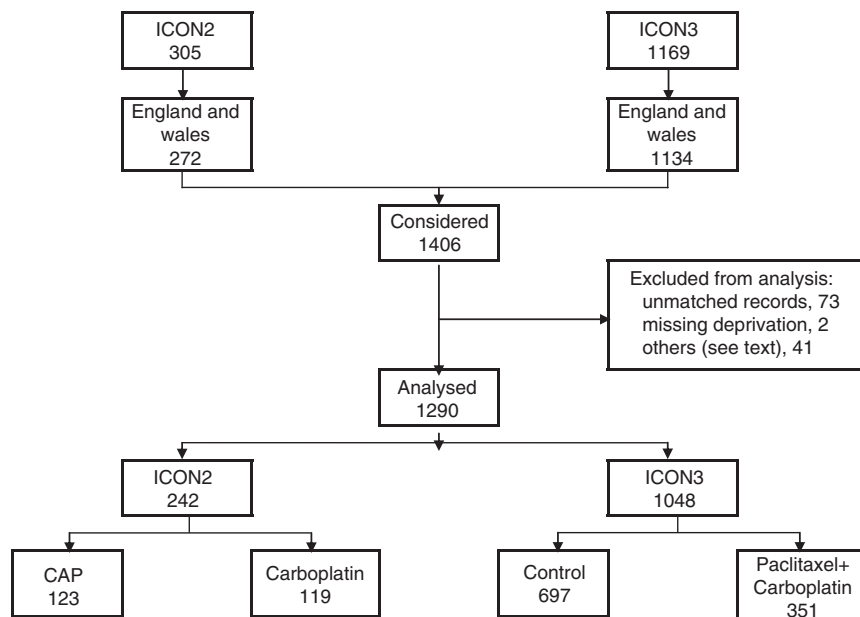 ICON2
305
ICON3
1169
England and
wales
272
England and
wales
1134
Considered
1406
Excluded from analysis:
unmatched records, 73
missing deprivation, 2
others (see text), 41
Analysed
1290
ICON2
242
ICON3
1048
CAP
123
Carboplatin
119
Control
697
Paclitaxel+
Carboplatin
351